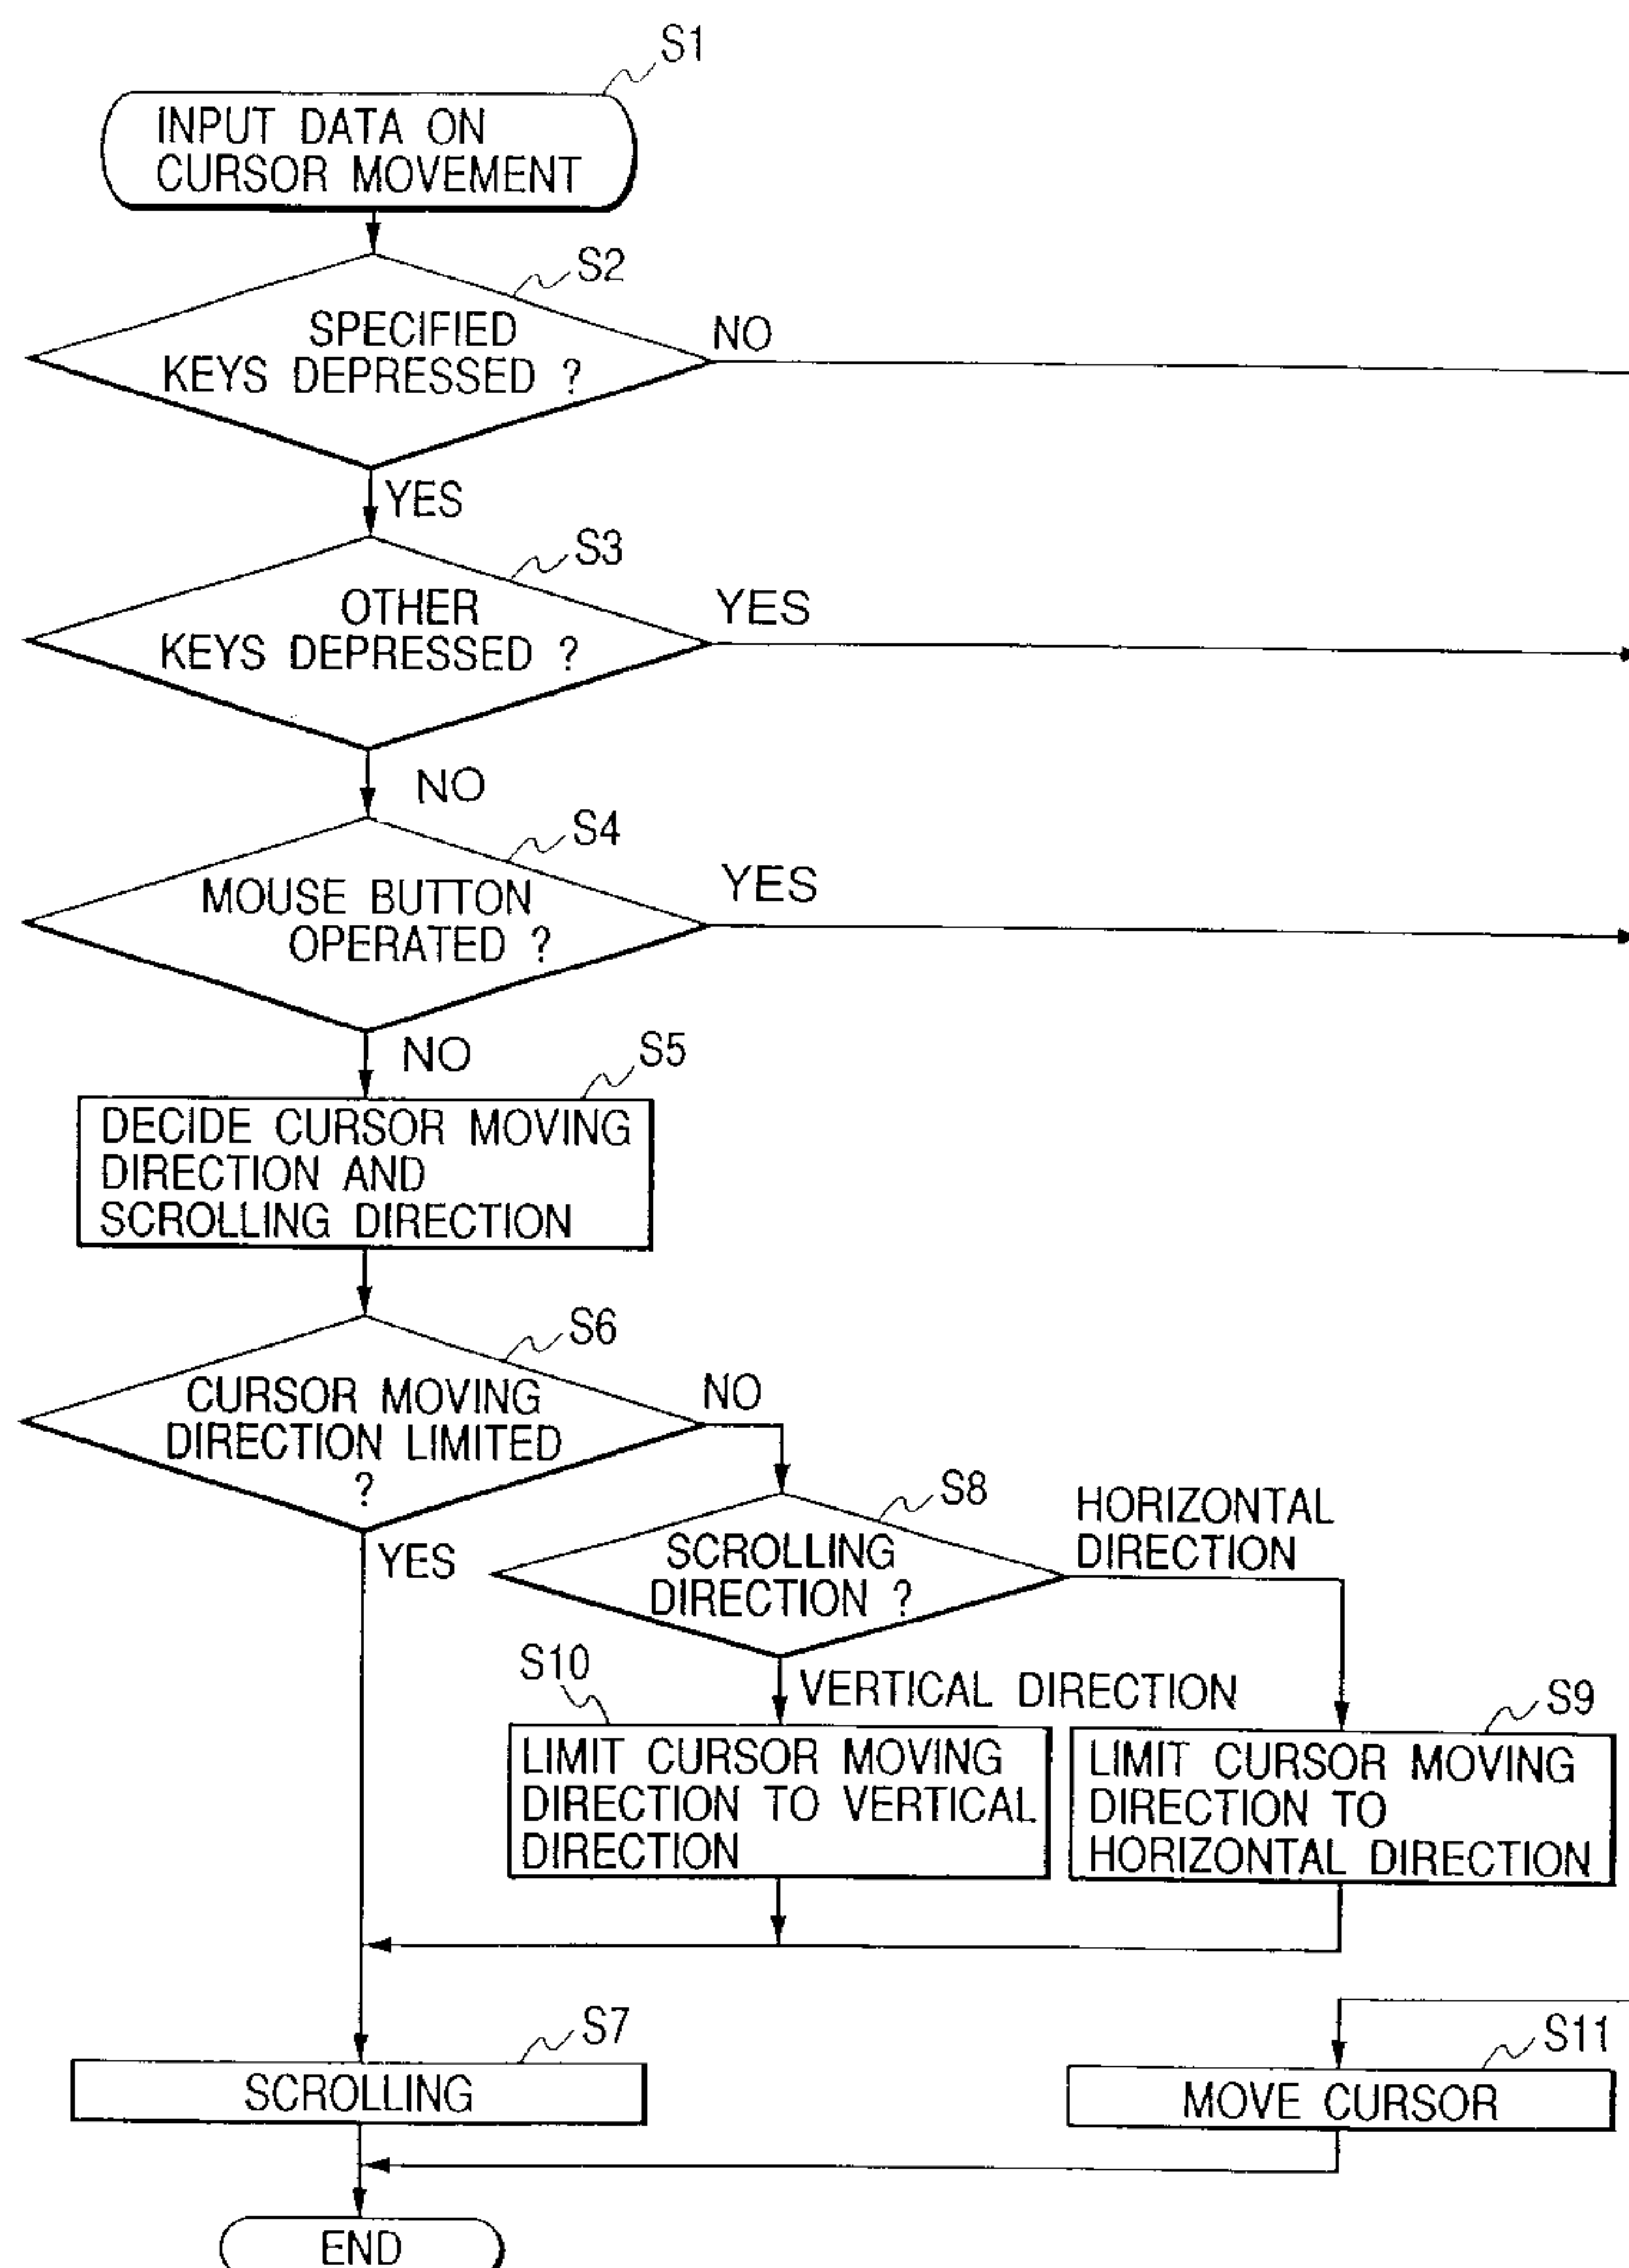 S1
INPUT DATA ON
CURSOR MOVEMENT
S2
SPECIFIED
KEYS DEPRESSED ?
NO
YES
S3
OTHER
KEYS DEPRESSED ?
YES
NO
S4
MOUSE BUTTON
OPERATED ?
YES
NO
S5
DECIDE CURSOR MOVING
DIRECTION AND
SCROLLING DIRECTION
S6
CURSOR MOVING
DIRECTION LIMITED
?
NO
YES
S8
SCROLLING
DIRECTION ?
HORIZONTAL
DIRECTION
S10
VERTICAL DIRECTION
S9
LIMIT CURSOR MOVING
DIRECTION TO VERTICAL
DIRECTION
LIMIT CURSOR MOVING
DIRECTION TO
HORIZONTAL DIRECTION
S7
SCROLLING
S11
MOVE CURSOR
END